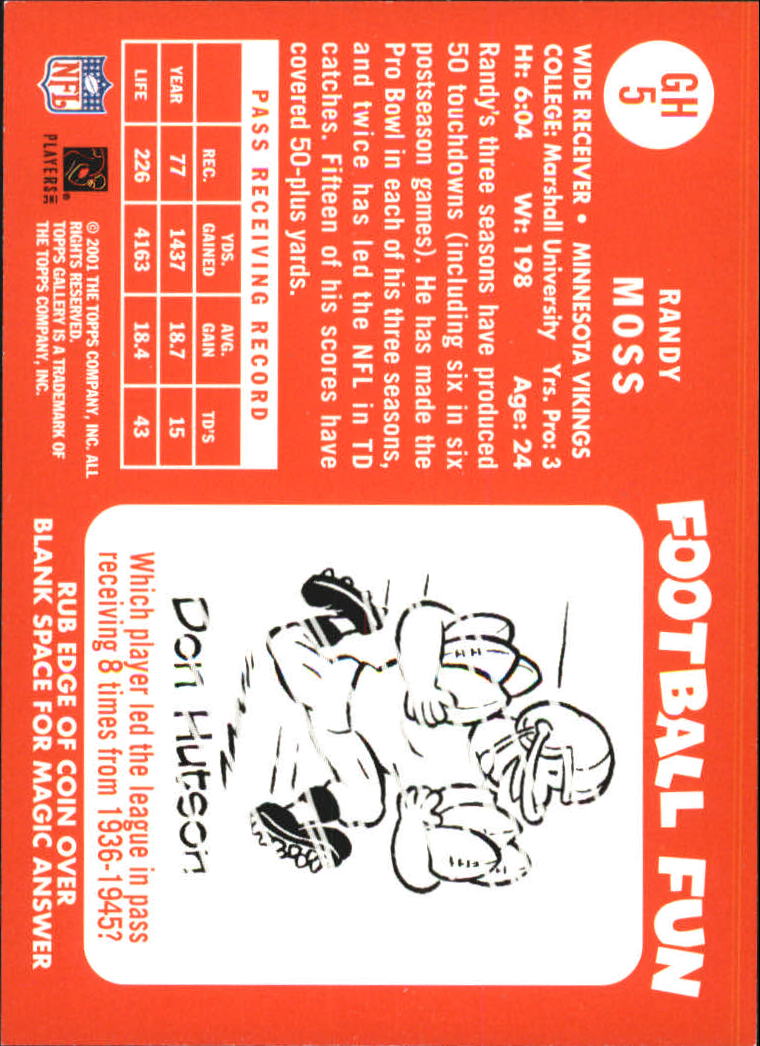 GH
5
RANDY
MOSS
WIDE RECEIVER • MINNESOTA VIKINGS
COLLEGE: Marshall University Yrs. Pro: 3
Ht: 6:04 Wt: 198 Age: 24
Randy's three seasons have produced
50 touchdowns (including six in six
postseason games). He has made the
Pro Bowl in each of his three seasons,
and twice has led the NFL in TD
catches. Fifteen of his scores have
covered 50-plus yards.
PASS RECEIVING RECORD
REC. YDS. GAINED AVG. GAIN TD'S
YEAR 77 1437 18.7 15
LIFE 226 4163 18.4 43
NFL
PLAYERS INC
© 2001 THE TOPPS COMPANY, INC. ALL
RIGHTS RESERVED.
TOPPS GALLERY IS A TRADEMARK OF
THE TOPPS COMPANY, INC.
FOOTBALL FUN
Don Hutson
Which player led the league in pass
receiving 8 times from 1936-1945?
RUB EDGE OF COIN OVER
BLANK SPACE FOR MAGIC ANSWER